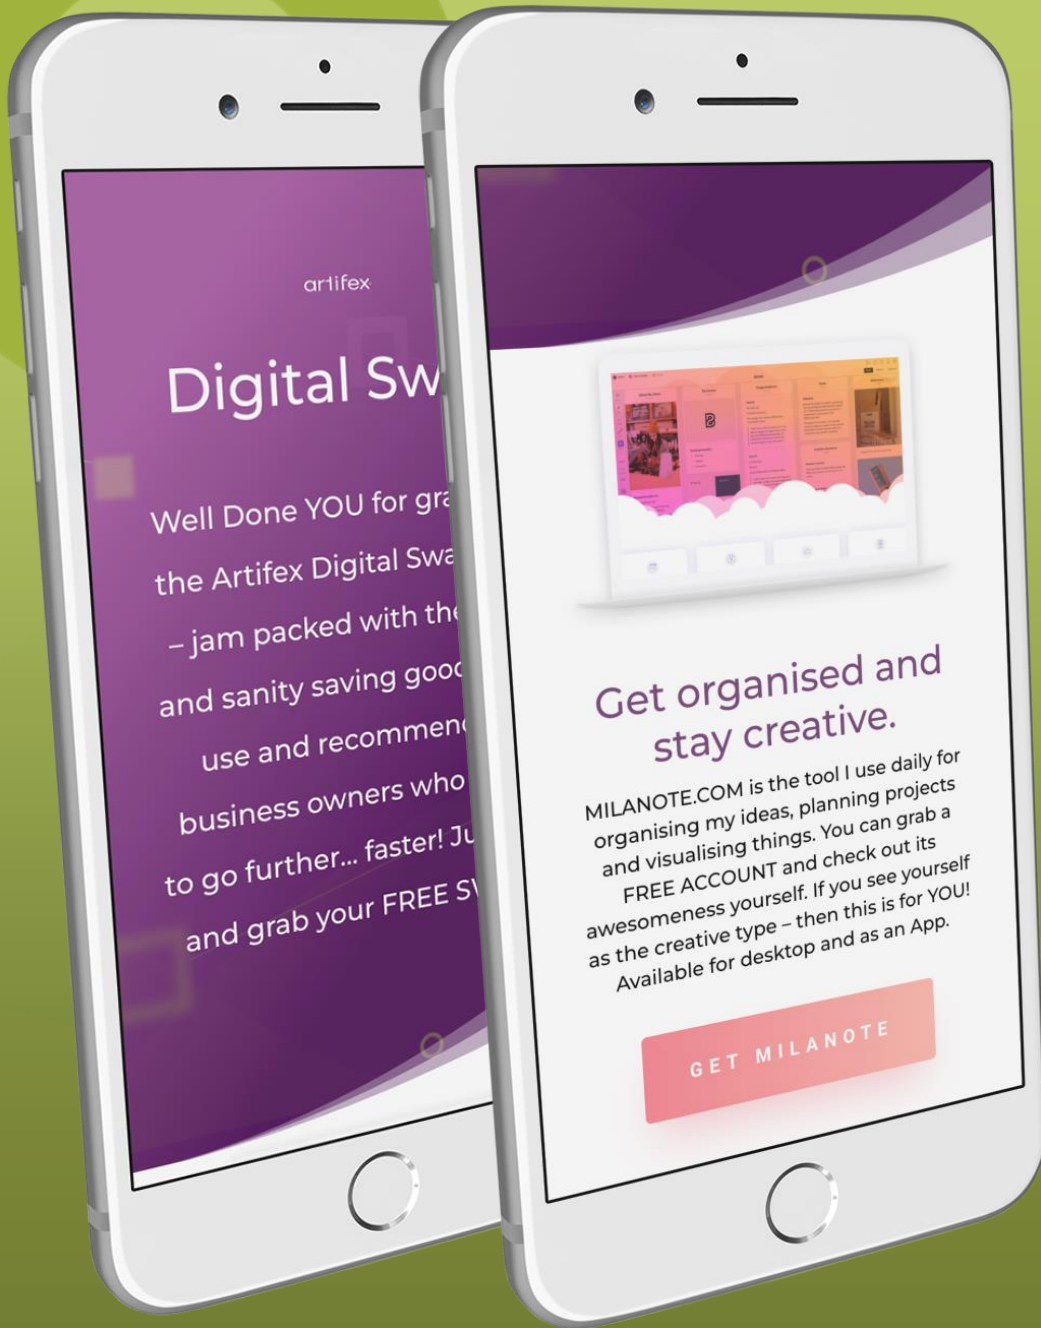 artifex
Digital Sw
Well Done YOU for gra
the Artifex Digital Swa
– jam packed with the
and sanity saving good
use and recommend
business owners who
to go further... faster! Ju
and grab your FREE SW
Get organised and
stay creative.
MILANOTE.COM is the tool I use daily for
organising my ideas, planning projects
and visualising things. You can grab a
FREE ACCOUNT and check out its
awesomeness yourself. If you see yourself
as the creative type – then this is for YOU!
Available for desktop and as an App.
GET MILANOTE